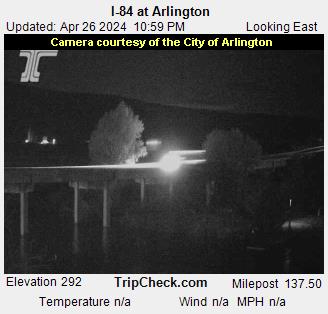 I-84 at Arlington
Updated: Apr 26 2024 10:59 PM Looking East
Camera courtesy of the City of Arlington
Elevation 292 TripCheck.com Milepost 137.50
Temperature n/a Wind n/a MPH n/a